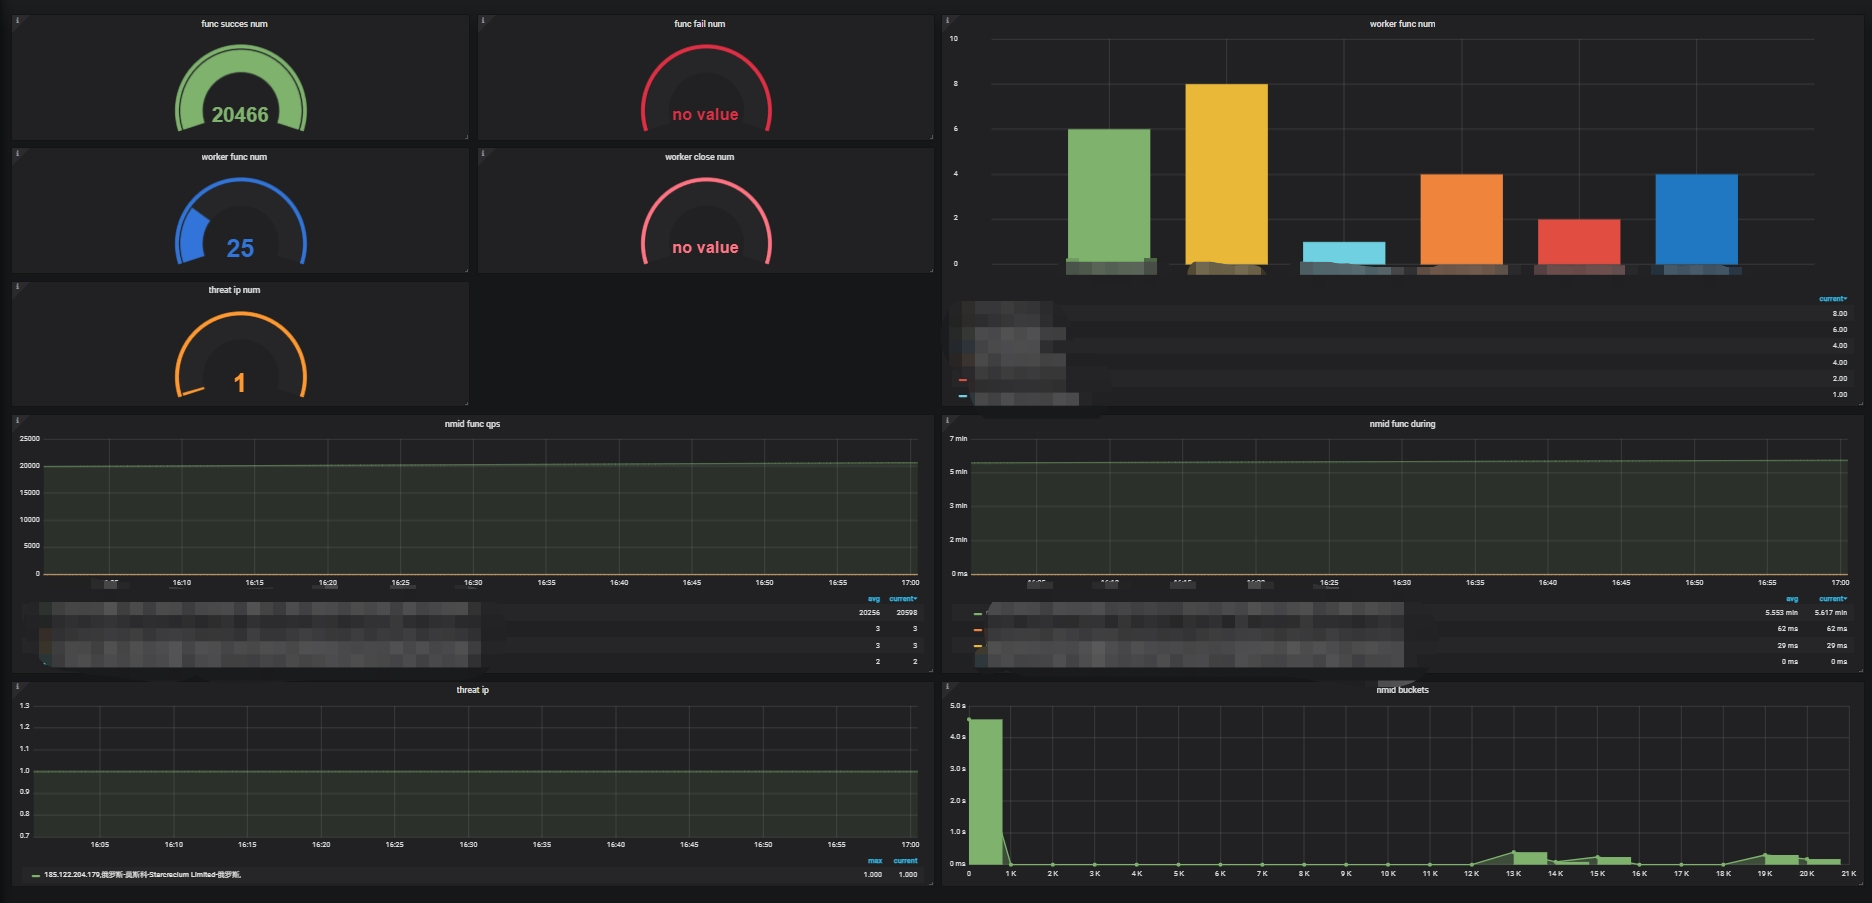 func succes num
20466
func fail num
no value
worker func num
25
worker close num
no value
threat ip num
1
worker func num
10
8
6
4
2
0
current
8.00
6.00
4.00
4.00
2.00
1.00
nmid func qps
25000
20000
15000
10000
5000
0
16:10
16:15
16:20
16:25
16:30
16:35
16:40
16:45
16:50
16:55
17:00
avg current
20256 20598
3 3
3 3
2 2
nmid func during
7 min
5 min
3 min
2 min
0 ms
16:25
16:30
16:35
16:40
16:45
16:50
16:55
17:00
avg current
5.553 min 5.617 min
62 ms 62 ms
29 ms 29 ms
0 ms 0 ms
threat ip
1.3
1.2
1.1
1.0
0.9
0.8
0.7
16:05
16:10
16:15
16:20
16:25
16:30
16:35
16:40
16:45
16:50
16:55
17:00
max current
185.122.204.179,俄罗斯-莫斯科-Starcrecium Limited-俄罗斯,
1.000 1.000
nmid buckets
5.0 s
4.0 s
3.0 s
2.0 s
1.0 s
0 ms
0
1 K
2 K
3 K
4 K
5 K
6 K
7 K
8 K
9 K
10 K
11 K
12 K
13 K
14 K
15 K
16 K
17 K
18 K
19 K
20 K
21 K